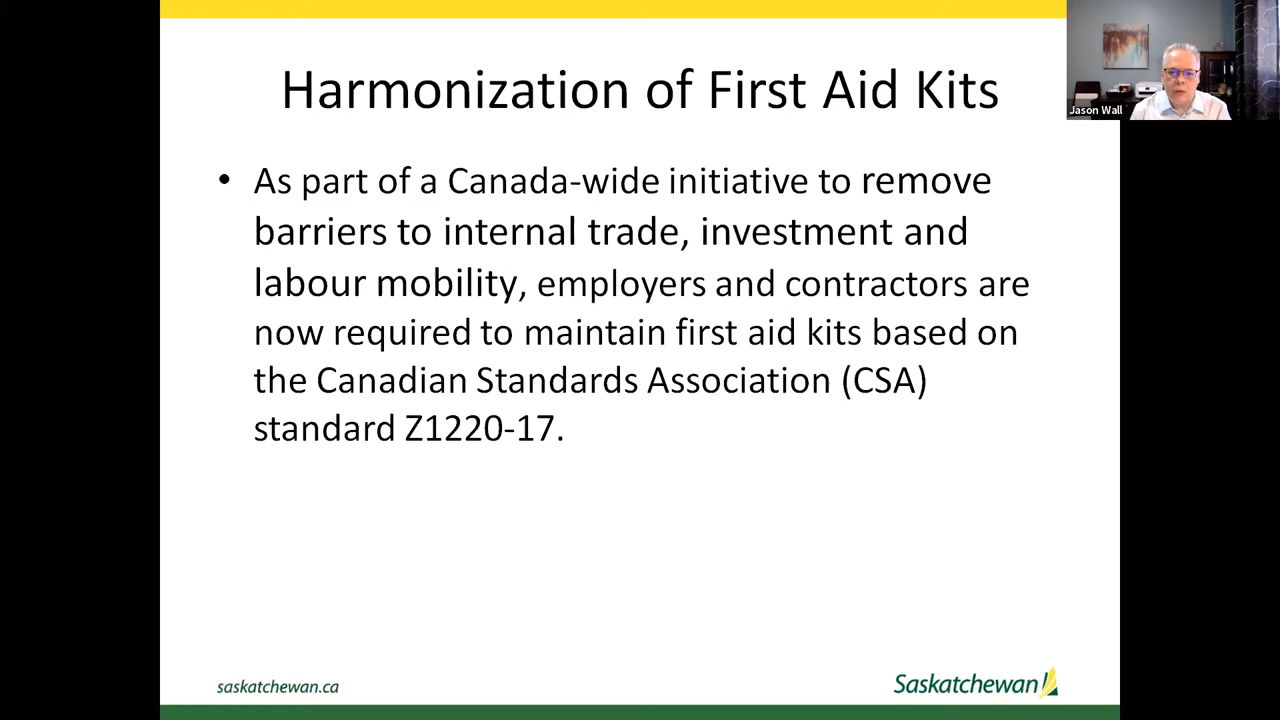 Harmonization of First Aid Kits
Jason Wall
• As part of a Canada-wide initiative to remove
barriers to internal trade, investment and
labour mobility, employers and contractors are
now required to maintain first aid kits based on
the Canadian Standards Association (CSA)
standard Z1220-17.
saskatchewan.ca
Saskatchewan